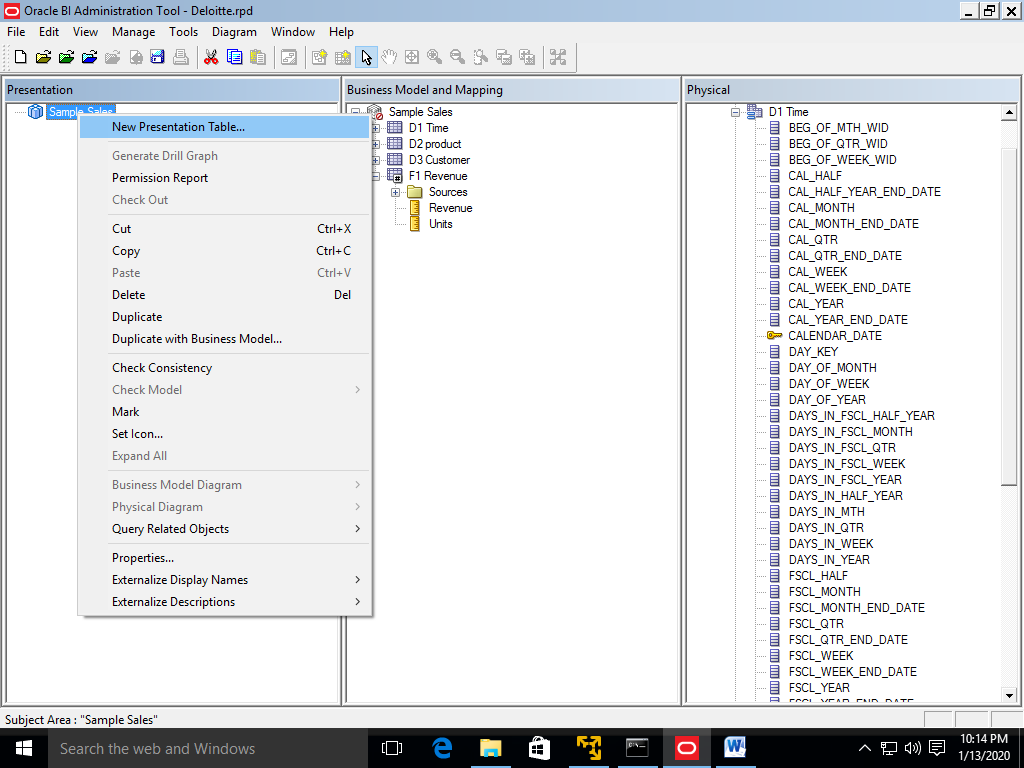 Oracle BI Administration Tool - Deloitte.rpd
File Edit View Manage Tools Diagram Window Help
Presentation
Sample Sales
New Presentation Table...
Generate Drill Graph
Permission Report
Check Out
Cut Ctrl+X
Copy Ctrl+C
Paste Ctrl+V
Delete Del
Duplicate
Duplicate with Business Model...
Check Consistency
Check Model
Mark
Set Icon...
Expand All
Business Model Diagram
Physical Diagram
Query Related Objects
Properties...
Externalize Display Names
Externalize Descriptions
Business Model and Mapping
Sample Sales
D1 Time
D2 product
D3 Customer
F1 Revenue
Sources
Revenue
Units
Physical
D1 Time
BEG_OF_MTH_WID
BEG_OF_QTR_WID
BEG_OF_WEEK_WID
CAL_HALF
CAL_HALF_YEAR_END_DATE
CAL_MONTH
CAL_MONTH_END_DATE
CAL_QTR
CAL_QTR_END_DATE
CAL_WEEK
CAL_WEEK_END_DATE
CAL_YEAR
CAL_YEAR_END_DATE
CALENDAR_DATE
DAY_KEY
DAY_OF_MONTH
DAY_OF_WEEK
DAY_OF_YEAR
DAYS_IN_FSCL_HALF_YEAR
DAYS_IN_FSCL_MONTH
DAYS_IN_FSCL_QTR
DAYS_IN_FSCL_WEEK
DAYS_IN_FSCL_YEAR
DAYS_IN_HALF_YEAR
DAYS_IN_MTH
DAYS_IN_QTR
DAYS_IN_WEEK
DAYS_IN_YEAR
FSCL_HALF
FSCL_MONTH
FSCL_MONTH_END_DATE
FSCL_QTR
FSCL_QTR_END_DATE
FSCL_WEEK
FSCL_WEEK_END_DATE
FSCL_YEAR
FSCL_YEAR_END_DATE
Subject Area : "Sample Sales"
Search the web and Windows
10:14 PM
1/13/2020